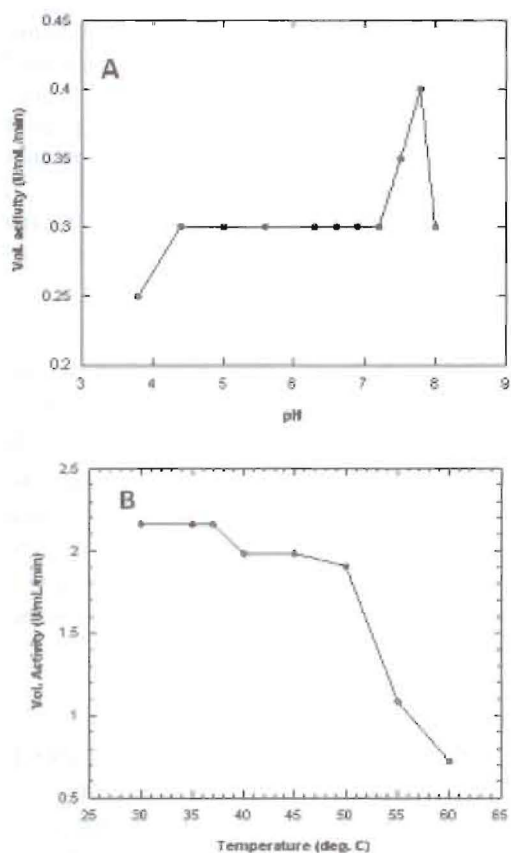 A
Vol. activity (U/mL/min)
0.45
0.4
0.35
0.3
0.25
0.2
3 4 5 6 7 8 9
pH
B
Vol. Activity (U/mL/min)
2.5
2
1.5
1
0.5
25 30 35 40 45 50 55 60 65
Temperature (deg. C)